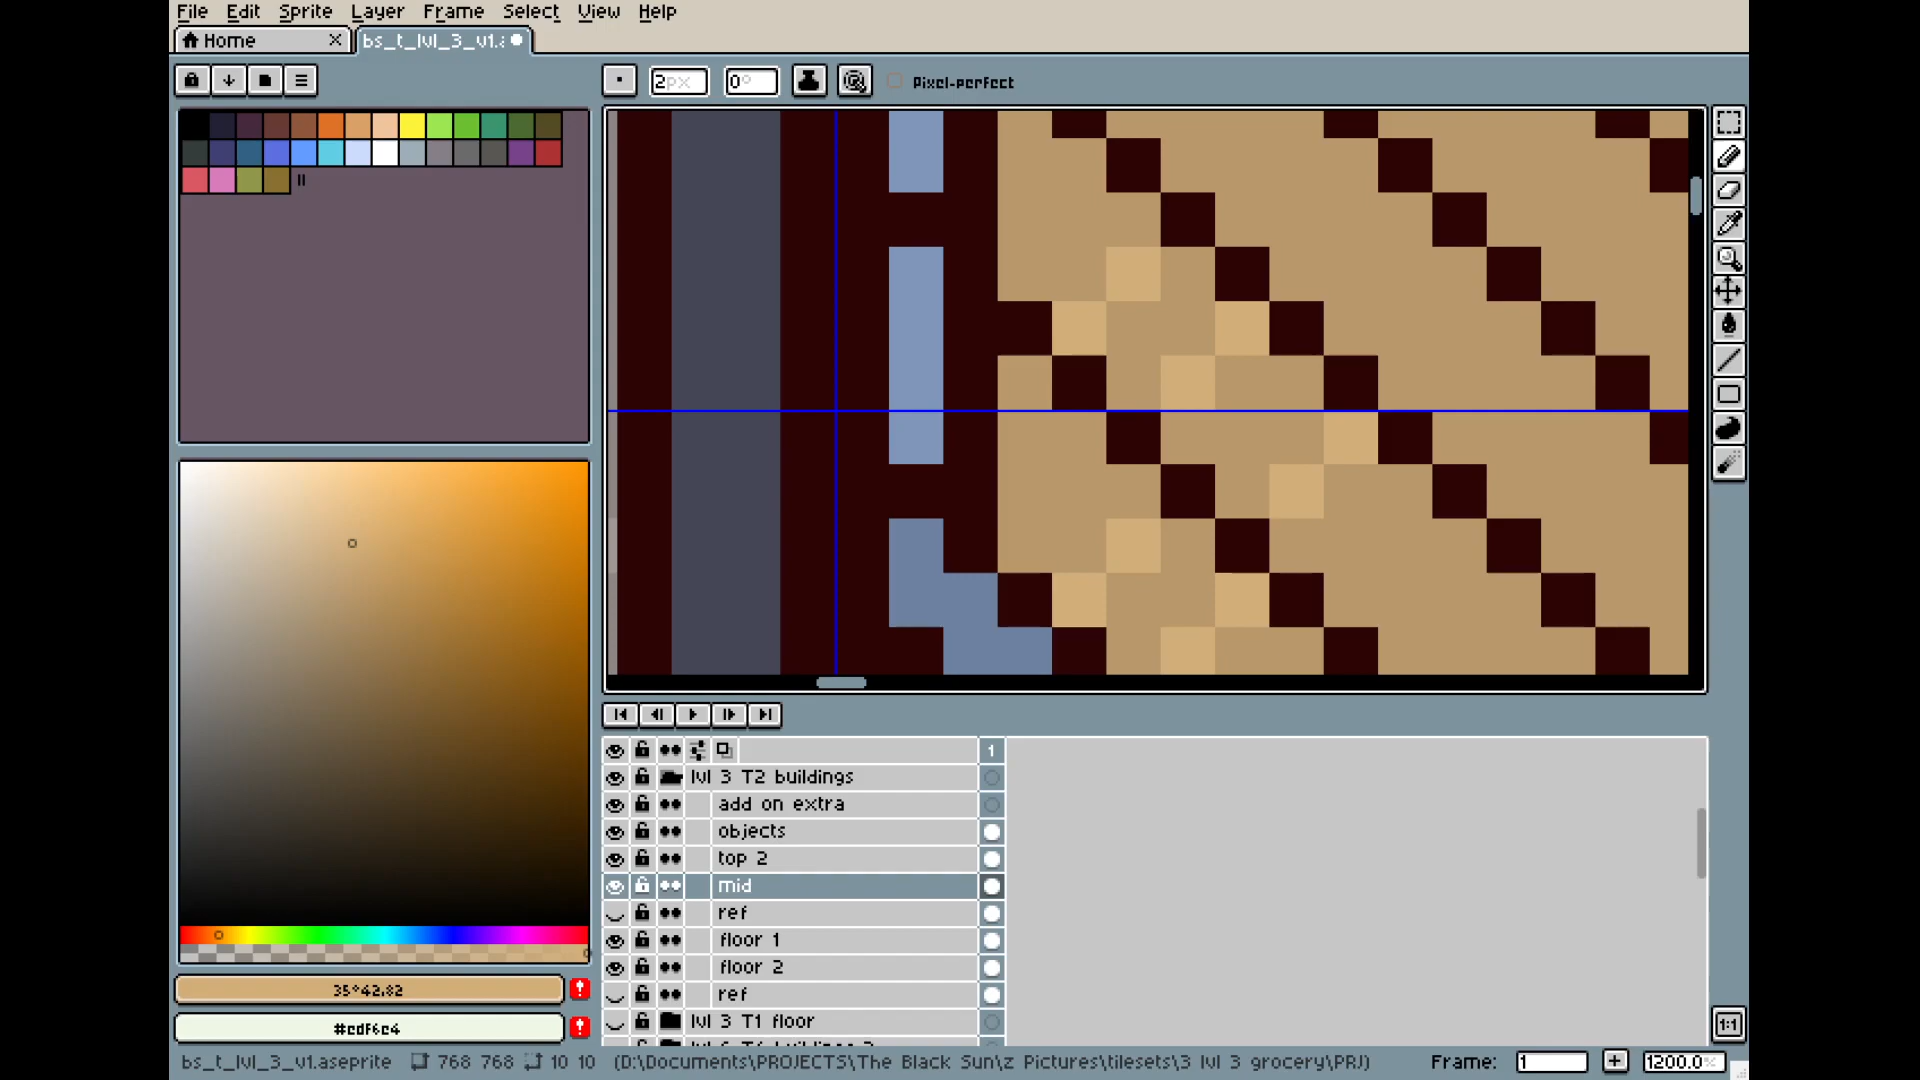 File Edit Sprite Layer Frame Select View Help
Home bs_t_lvl_3_v1.a
2px 0° Pixel-perfect
1
lvl 3 T2 buildings
add on extra
objects
top 2
mid
ref
floor 1
floor 2
ref
lvl 3 T1 floor
35°42.82
#edf6e4
1:1
bs_t_lvl_3_v1.aseprite 768 768 10 10 (D:\Documents\PROJECTS\The Black Sun\z Pictures\tilesets\3 lvl 3 grocery\PRJ) Frame: 1 + 1200.0%